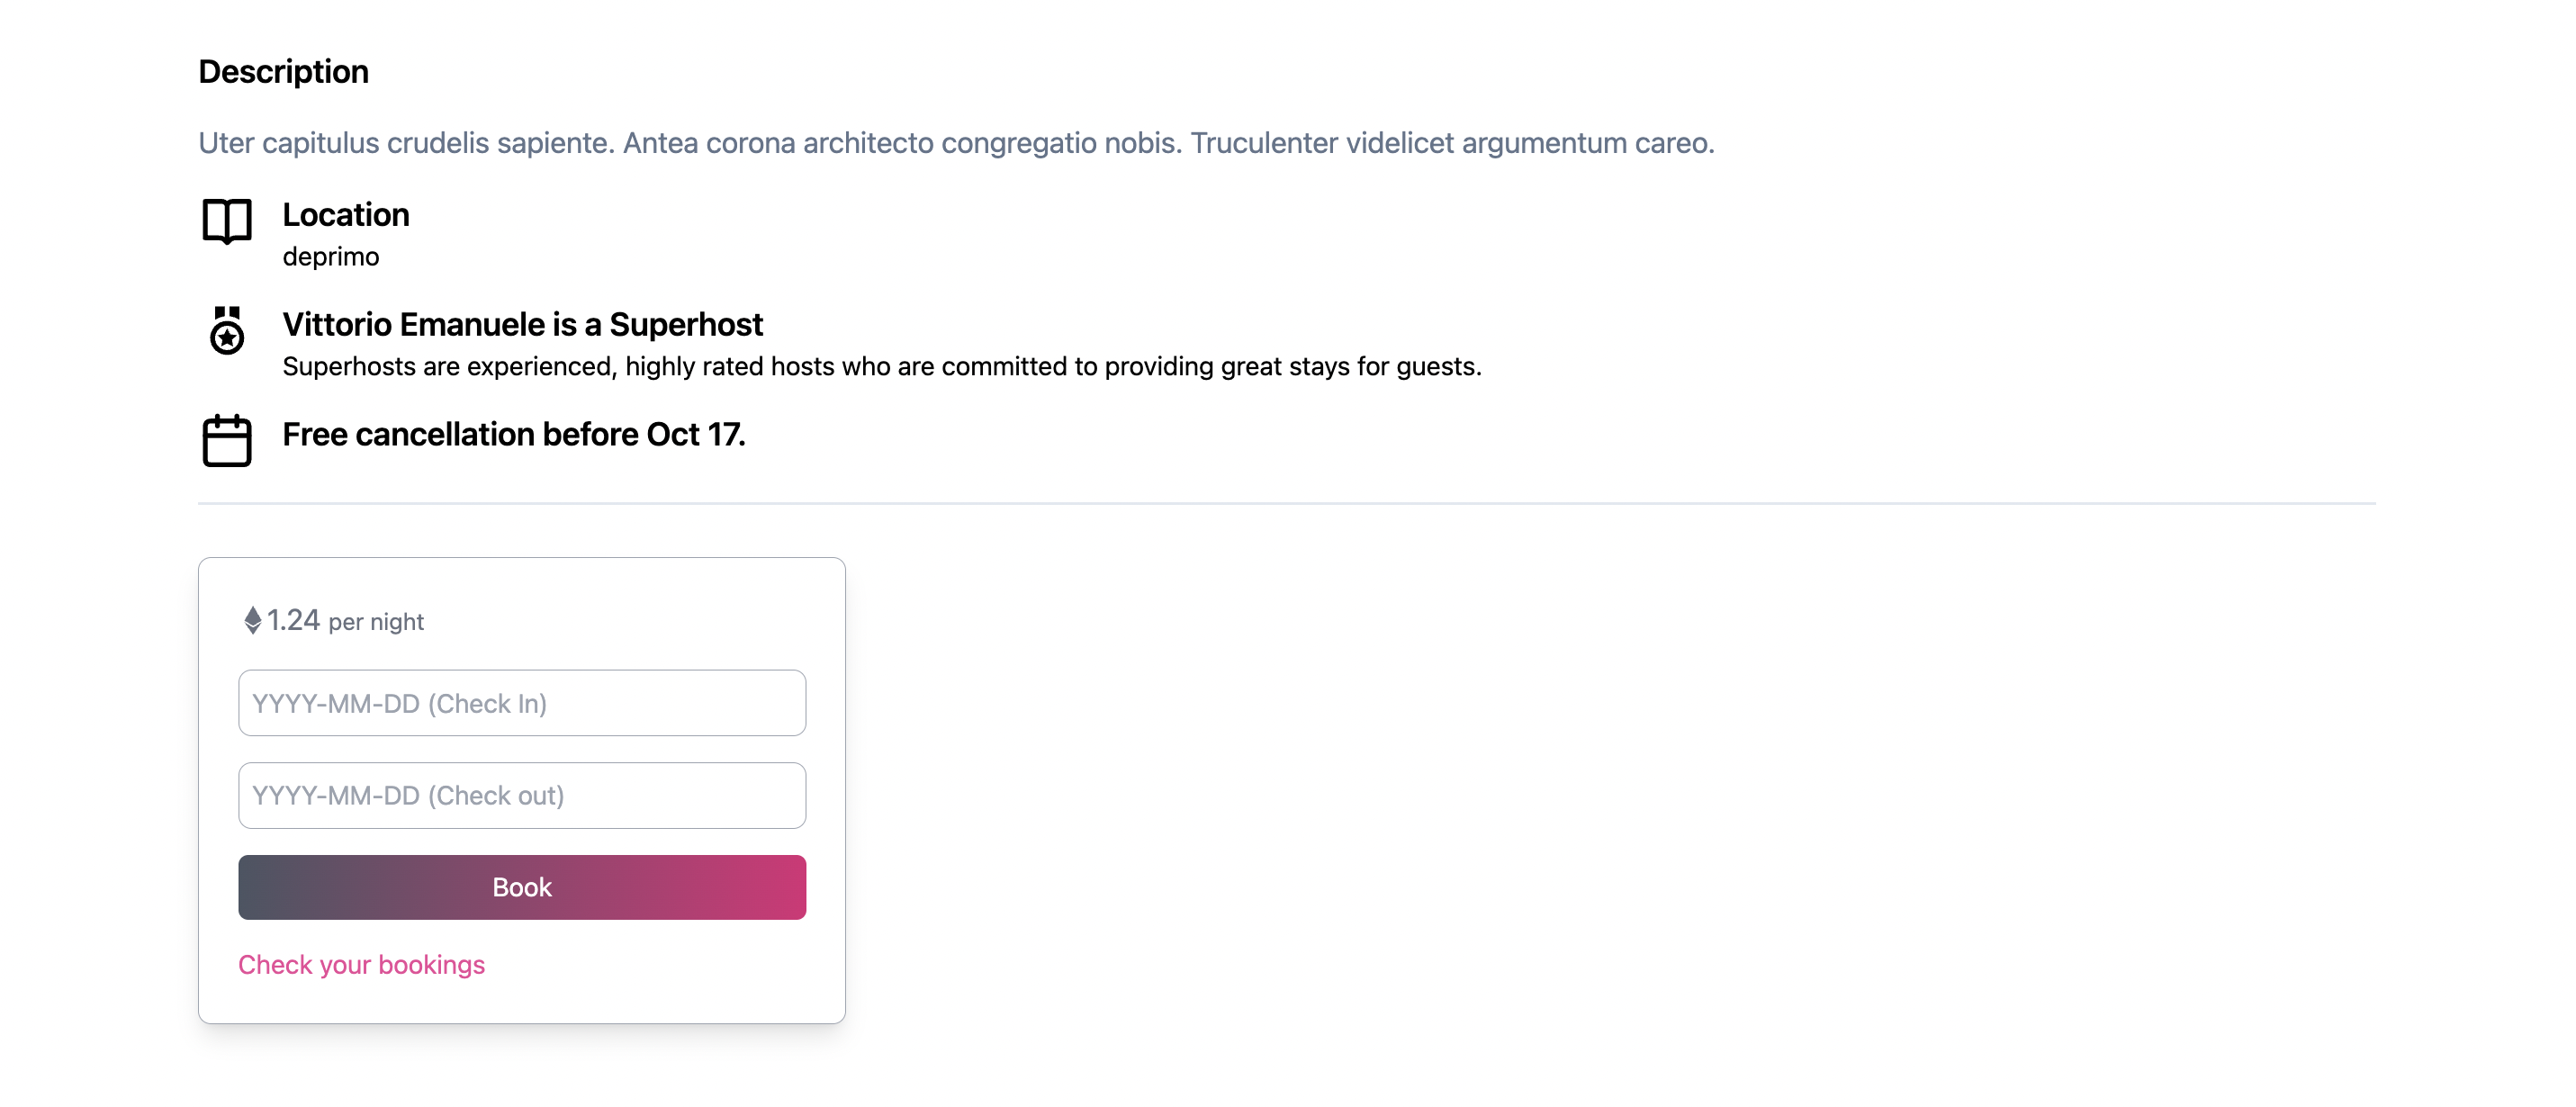 Description
Uter capitulus crudelis sapiente. Antea corona architecto congregatio nobis. Truculenter videlicet argumentum careo.
Location
deprimo
Vittorio Emanuele is a Superhost
Superhosts are experienced, highly rated hosts who are committed to providing great stays for guests.
Free cancellation before Oct 17.
1.24 per night
YYYY-MM-DD (Check In)
YYYY-MM-DD (Check out)
Book
Check your bookings